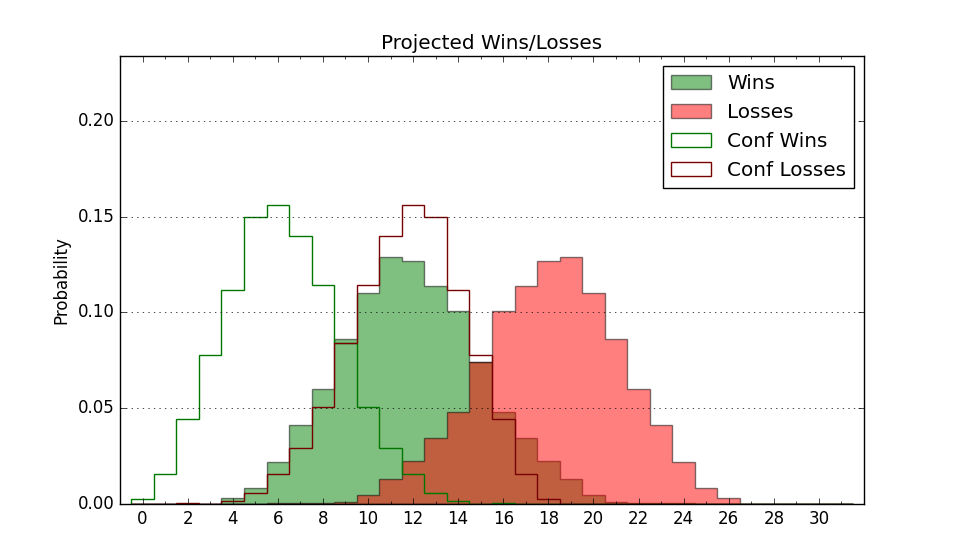 Projected Wins/Losses
Wins
Losses
Conf Wins
Conf Losses
Probability
0.20
0.15
0.10
0.05
0.00
0 2 4 6 8 10 12 14 16 18 20 22 24 26 28 30